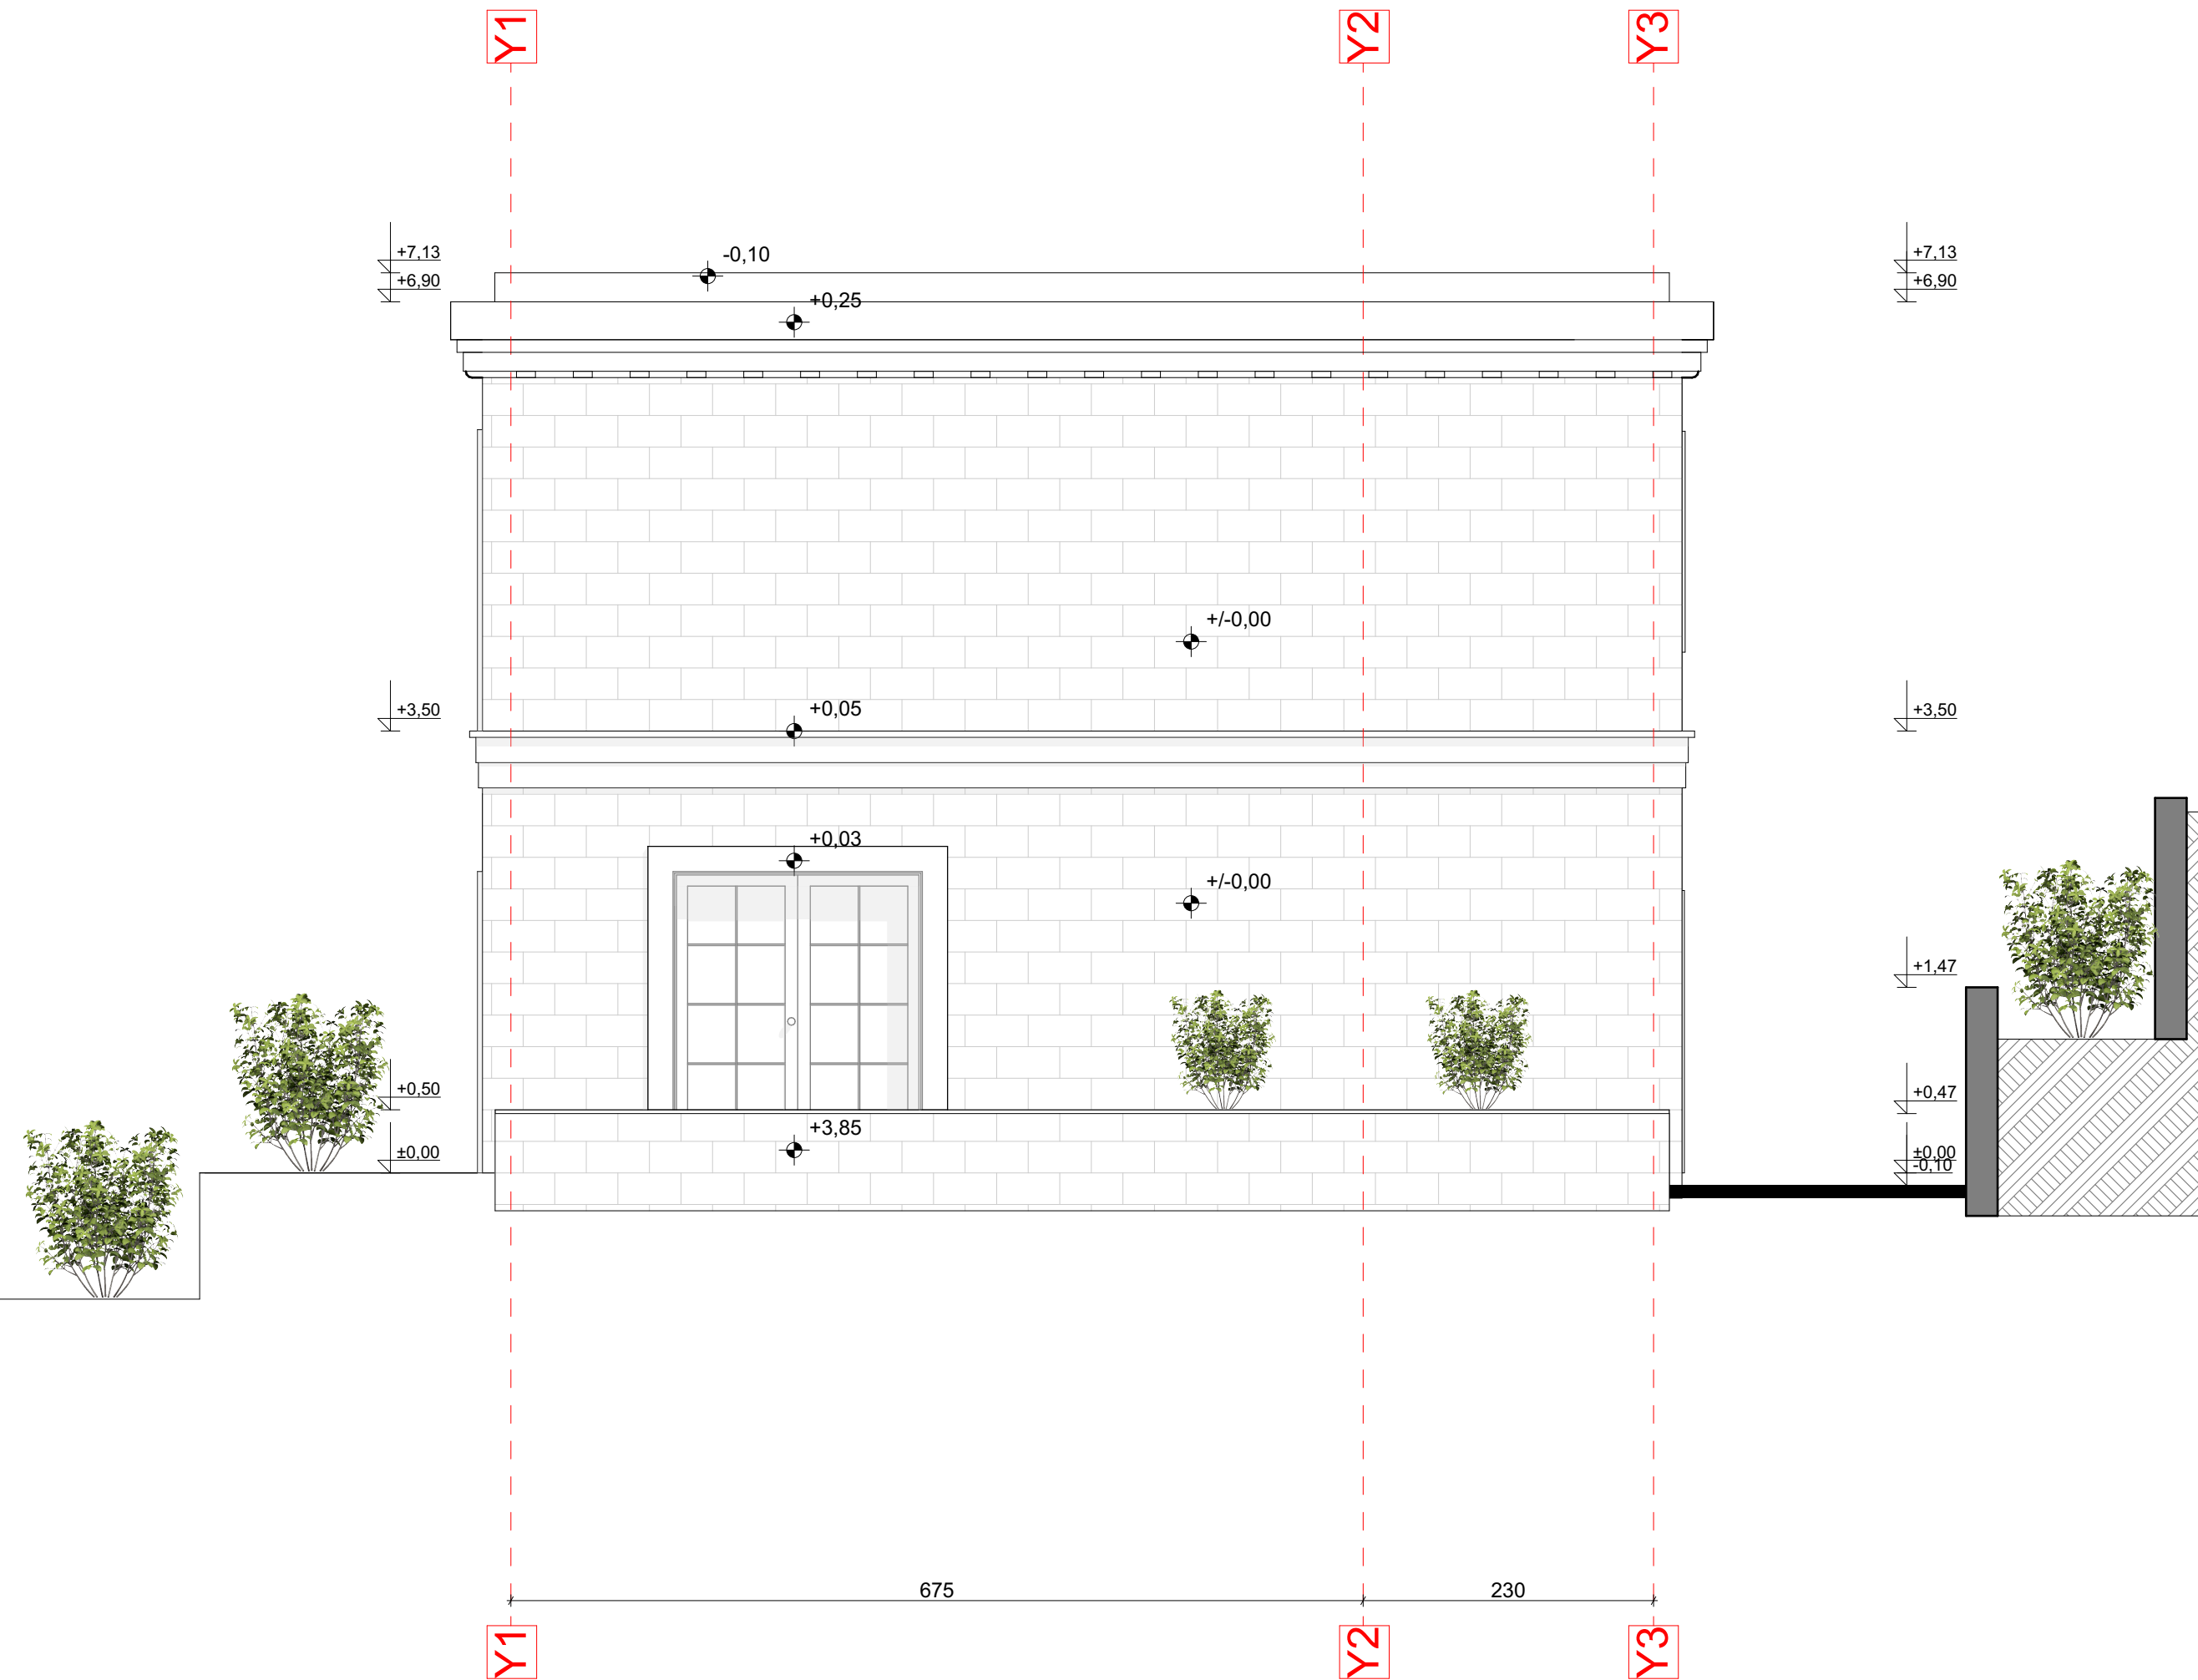 Y1 Y2 Y3
+7,13 -0,10 +7,13
+6,90 +0,25 +6,90
+/-0,00
+3,50 +0,05 +3,50
+0,03
+/-0,00
+1,47
+0,50 +0,47
+3,85
±0,00 ±0,00
-0,10
675 230
Y1 Y2 Y3